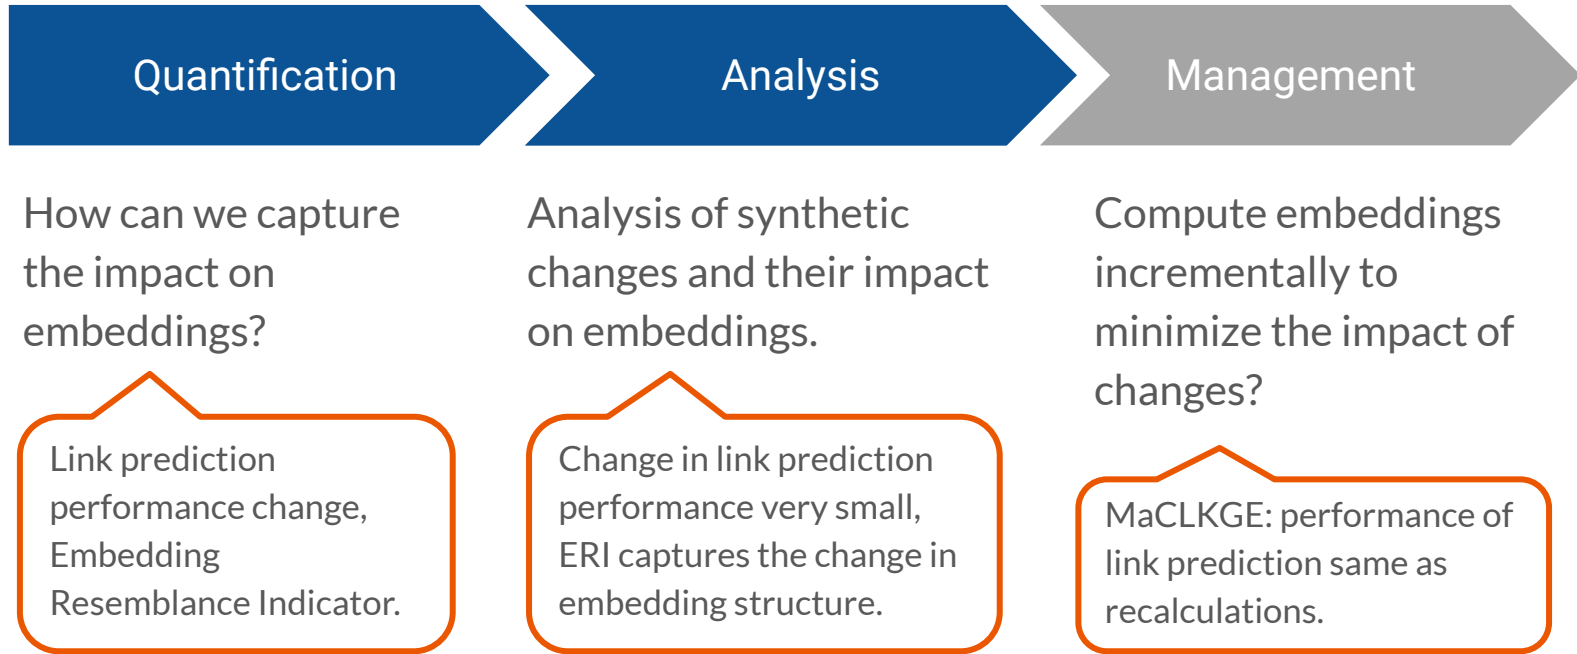 Quantification
Analysis
Management
How can we capture
the impact on
embeddings?
Analysis of synthetic
changes and their impact
on embeddings.
Compute embeddings
incrementally to
minimize the impact of
changes?
Link prediction
performance change,
Embedding
Resemblance Indicator.
Change in link prediction
performance very small,
ERI captures the change in
embedding structure.
MaCLKGE: performance of
link prediction same as
recalculations.